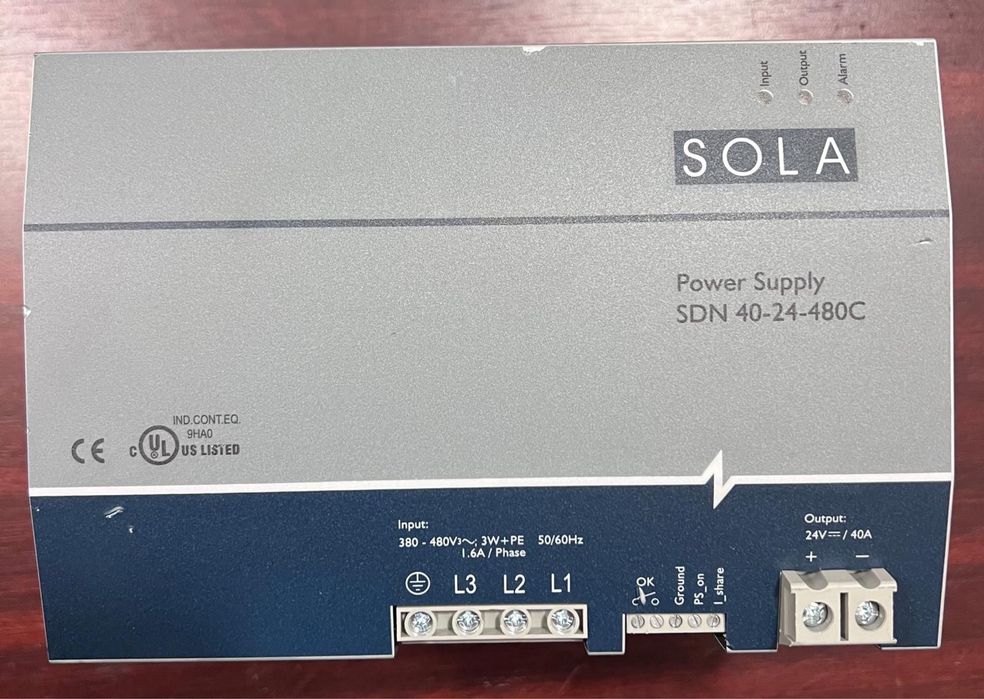 Input
Output
Alarm
SOLA
Power Supply
SDN 40-24-480C
IND.CONT.EQ.
9HA0
CE C UL US LISTED
Input:
380 - 480V3~; 3W+PE 50/60Hz
1.6A / Phase
L3 L2 L1
OK
Ground
PS_on
I_share
Output:
24V⎓/ 40A
+ −